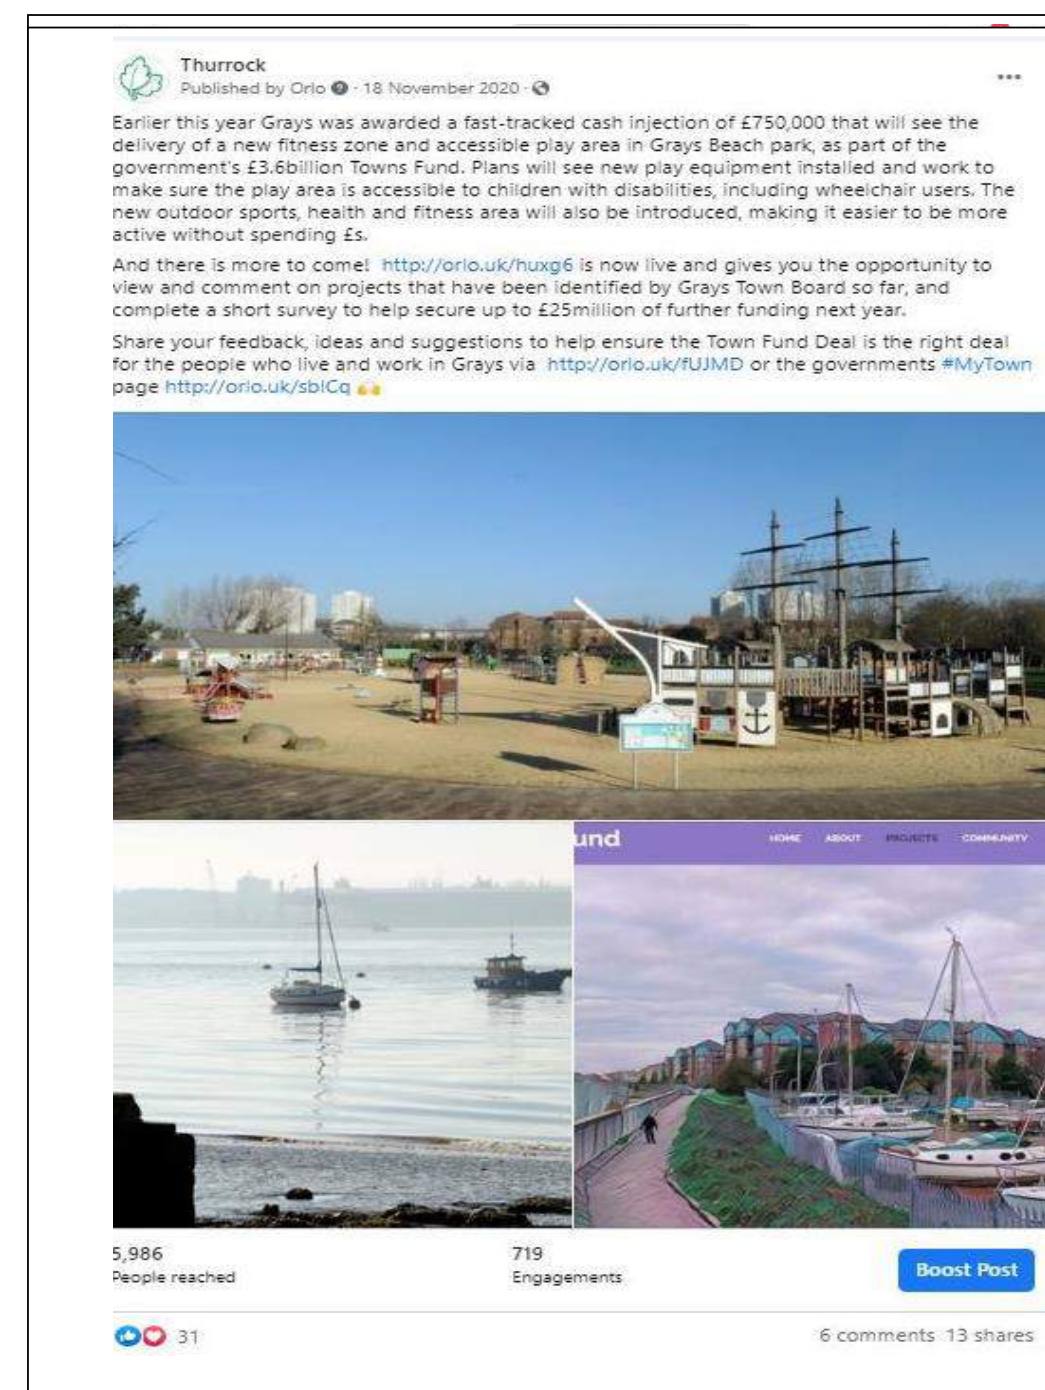 Thurrock
Published by Orlo · 18 November 2020 ·
Earlier this year Grays was awarded a fast-tracked cash injection of £750,000 that will see the
delivery of a new fitness zone and accessible play area in Grays Beach park, as part of the
government's £3.6billion Towns Fund. Plans will see new play equipment installed and work to
make sure the play area is accessible to children with disabilities, including wheelchair users. The
new outdoor sports, health and fitness area will also be introduced, making it easier to be more
active without spending £s.
And there is more to come! http://orlo.uk/huxg6 is now live and gives you the opportunity to
view and comment on projects that have been identified by Grays Town Board so far, and
complete a short survey to help secure up to £25million of further funding next year.
Share your feedback, ideas and suggestions to help ensure the Town Fund Deal is the right deal
for the people who live and work in Grays via http://orlo.uk/fUJMD or the governments #MyTown
page http://orlo.uk/sblCq 🙌
und HOME ABOUT PROJECTS COMMUNITY
5,986 719
People reached Engagements
Boost Post
31 6 comments 13 shares